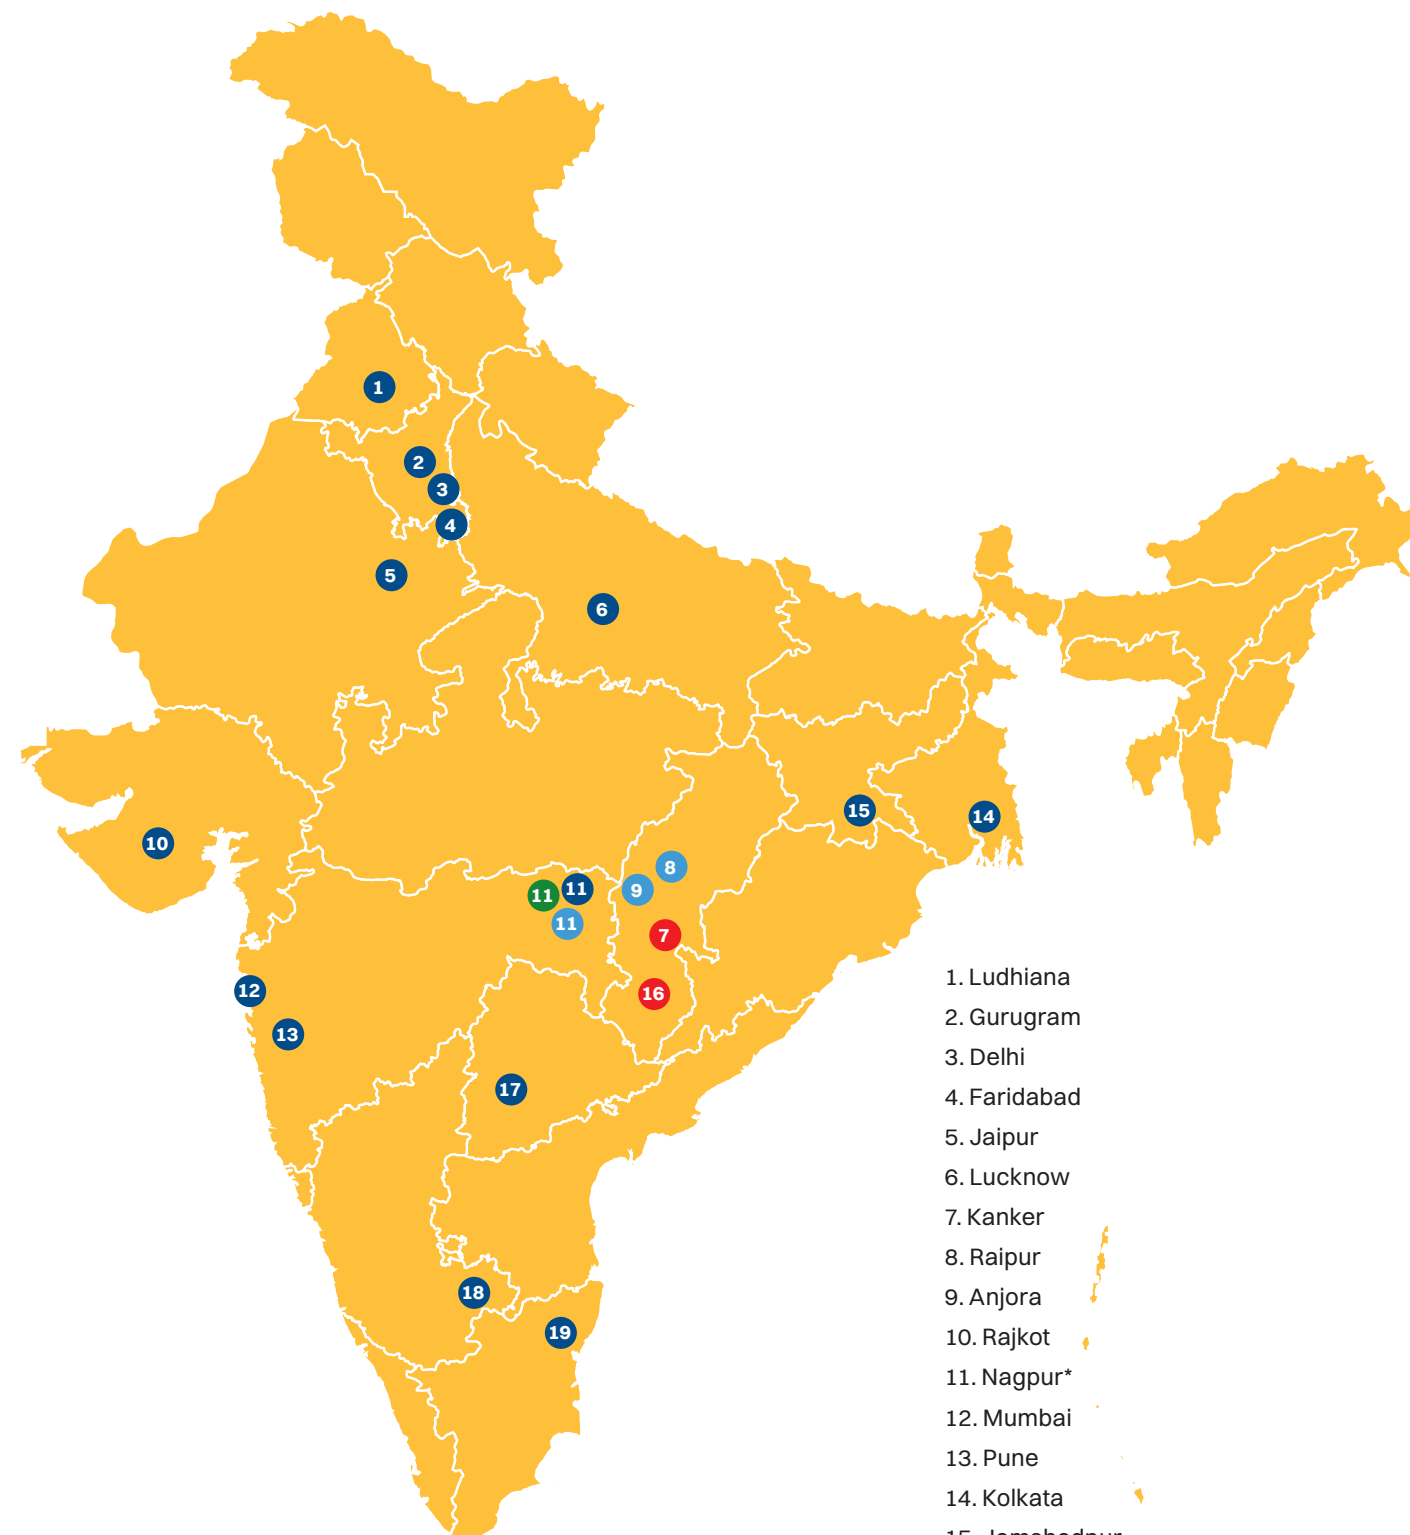 1
2
3
4
5
6
10
15
14
8
11
11
9
11
7
16
12
13
17
18
19
1. Ludhiana
2. Gurugram
3. Delhi
4. Faridabad
5. Jaipur
6. Lucknow
7. Kanker
8. Raipur
9. Anjora
10. Rajkot
11. Nagpur*
12. Mumbai
13. Pune
14. Kolkata
15. Jamshedpur